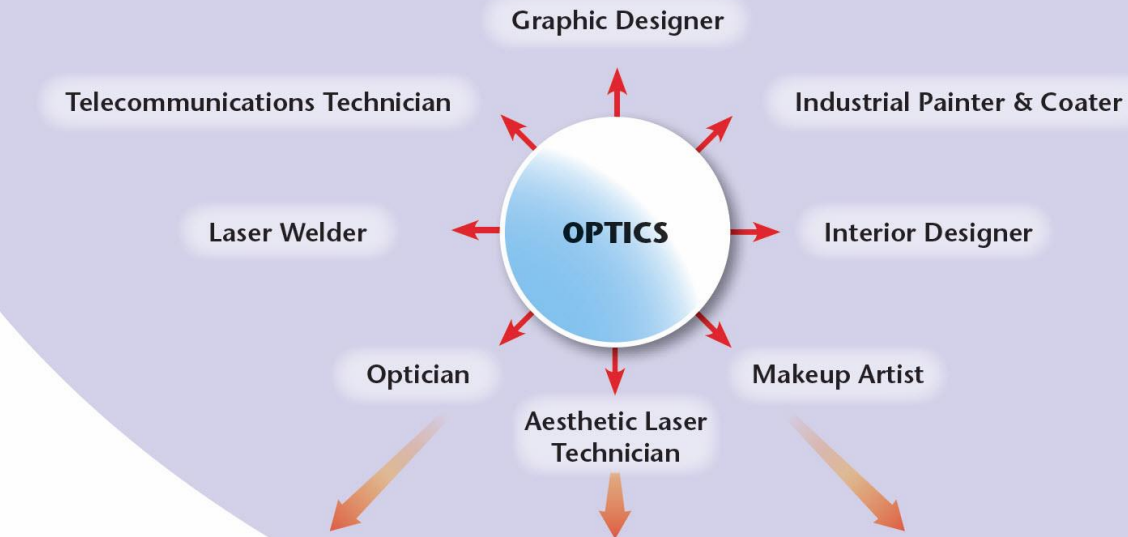 Graphic Designer
Telecommunications Technician
Industrial Painter & Coater
Laser Welder
OPTICS
Interior Designer
Optician
Makeup Artist
Aesthetic Laser
Technician